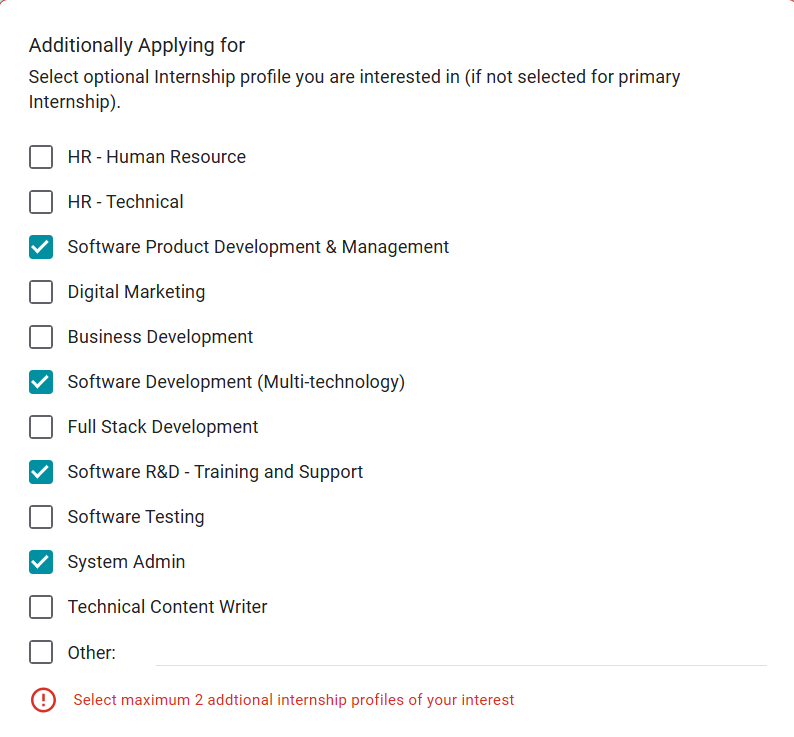 Additionally Applying for
Select optional Internship profile you are interested in (if not selected for primary
Internship).
HR - Human Resource
HR - Technical
Software Product Development & Management
Digital Marketing
Business Development
Software Development (Multi-technology)
Full Stack Development
Software R&D - Training and Support
Software Testing
System Admin
Technical Content Writer
Other:
Select maximum 2 addtional internship profiles of your interest